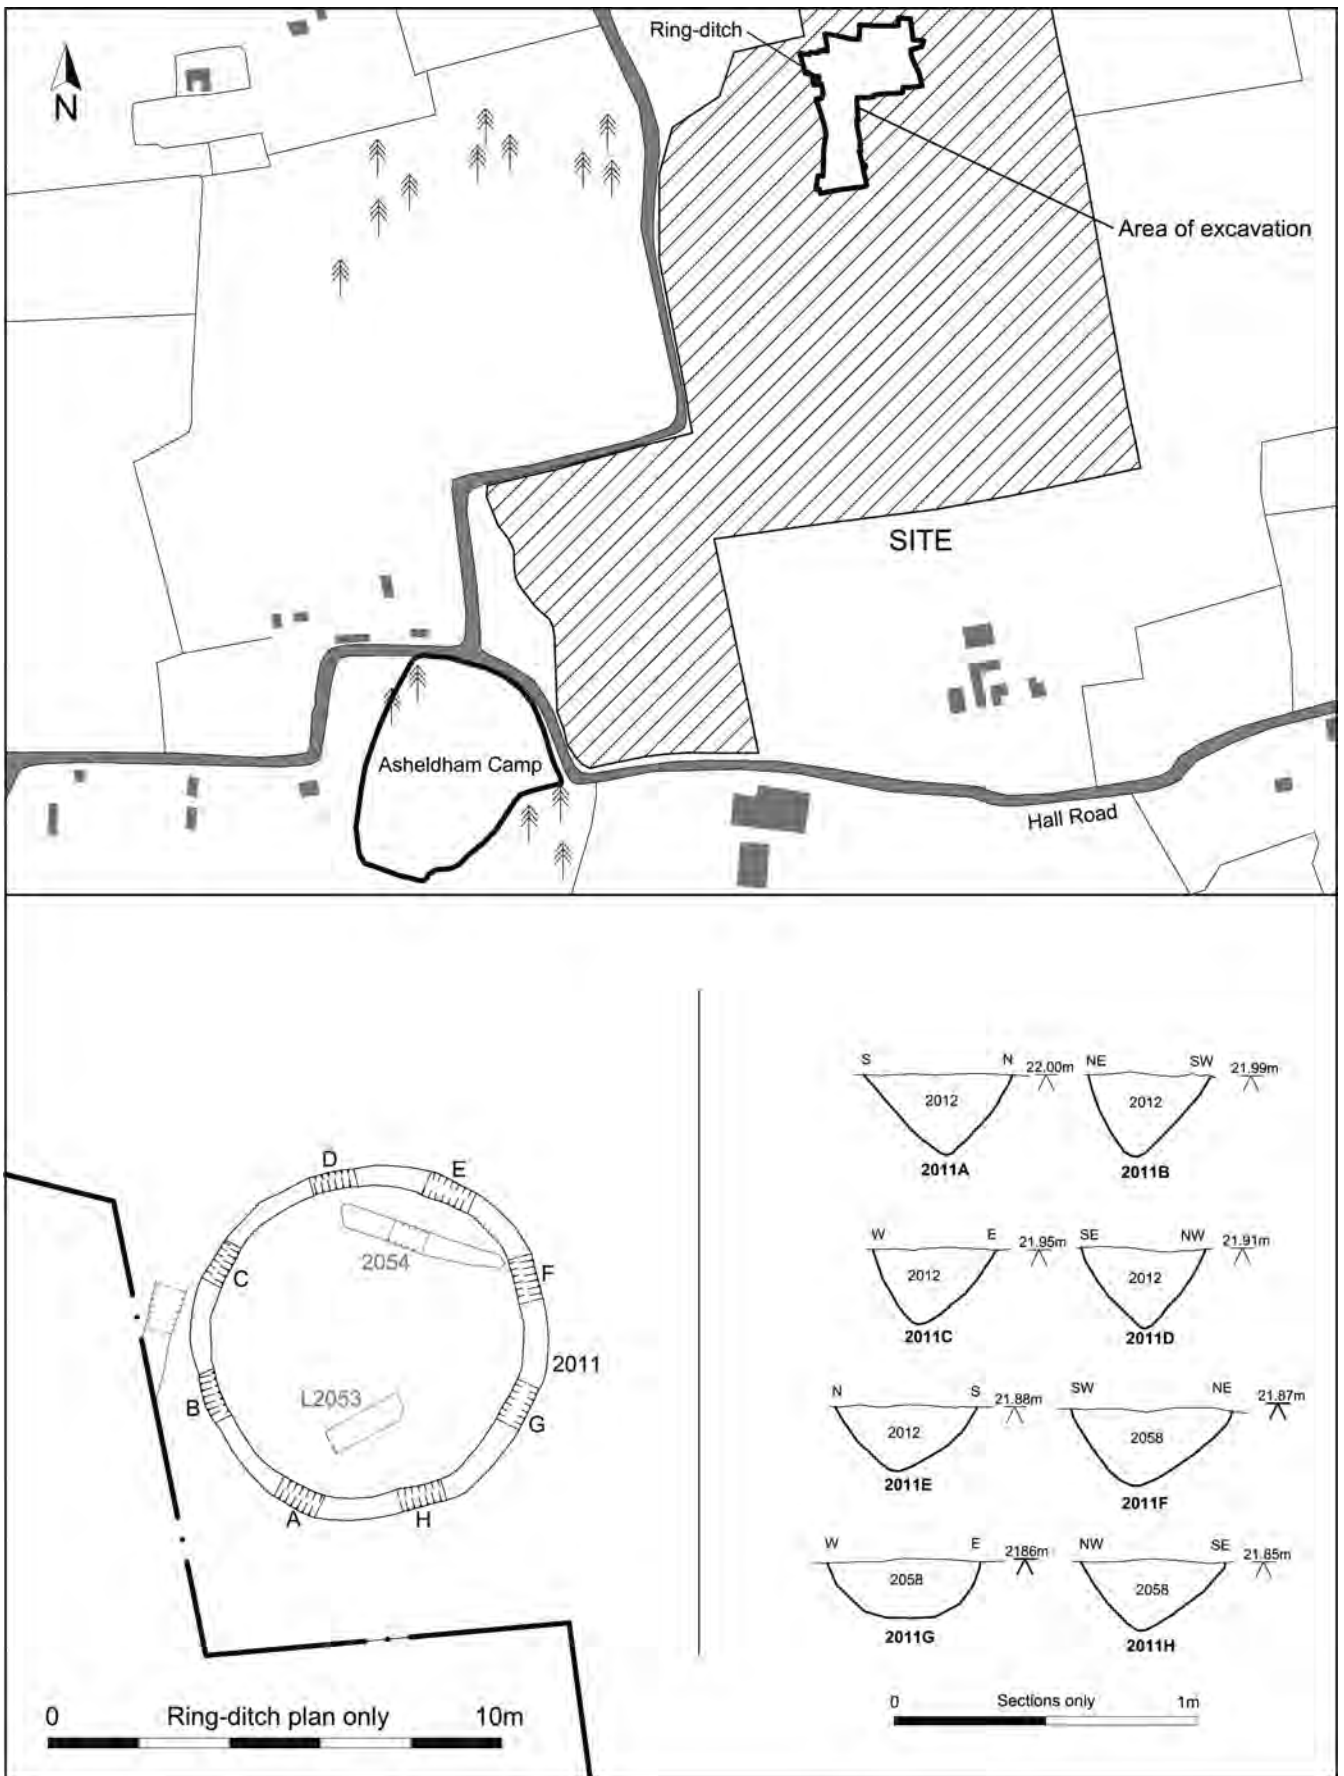 Ring-ditch
N
Area of excavation
SITE
Asheldham Camp
Hall Road
D
E
2054
C
F
2011
L2053
B
G
A
H
0 Ring-ditch plan only 10m
S N 22.00m
2012
2011A
NE SW 21.99m
2012
2011B
W E 21.95m
2012
2011C
SE NW 21.91m
2012
2011D
N S 21.88m
2012
2011E
SW NE 21.87m
2058
2011F
W E 2186m
2058
2011G
NW SE 21.85m
2058
2011H
0 Sections only 1m